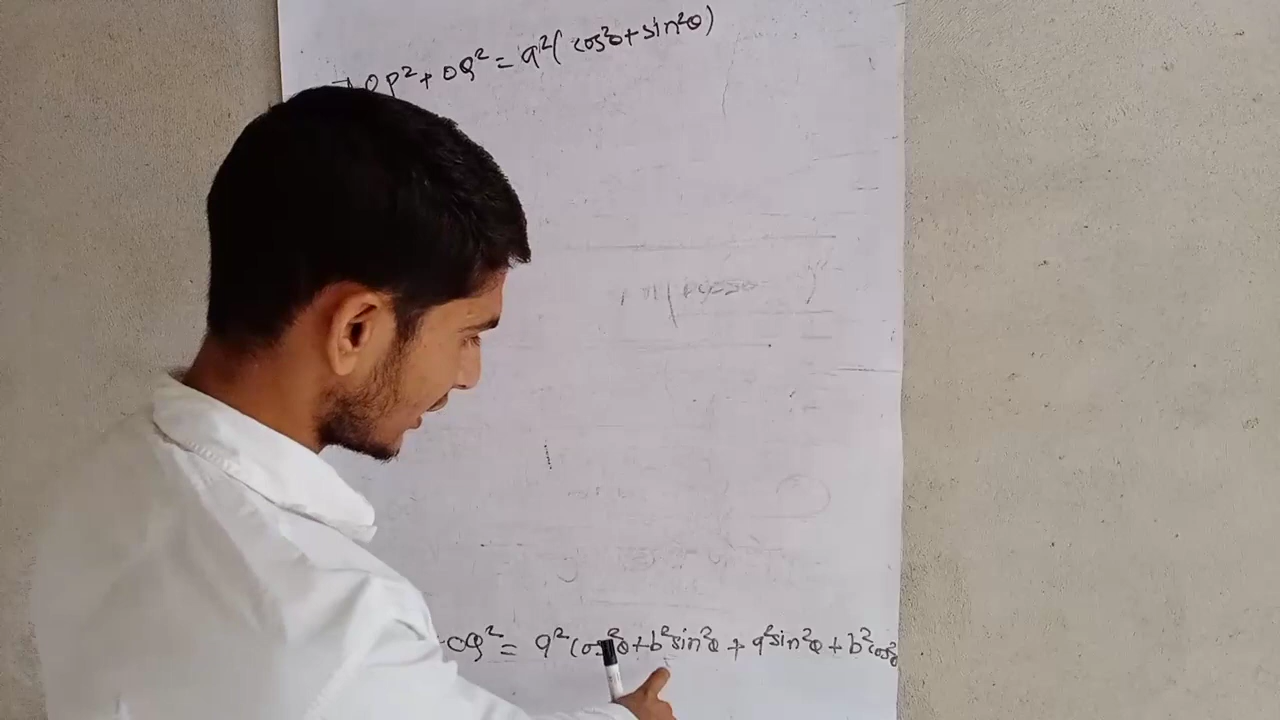 ⇒ OP² + OQ² = a²(cos²θ + sin²θ)
OQ² = a²cos²θ + b²sin²θ + a²sin²θ + b²cos²θ